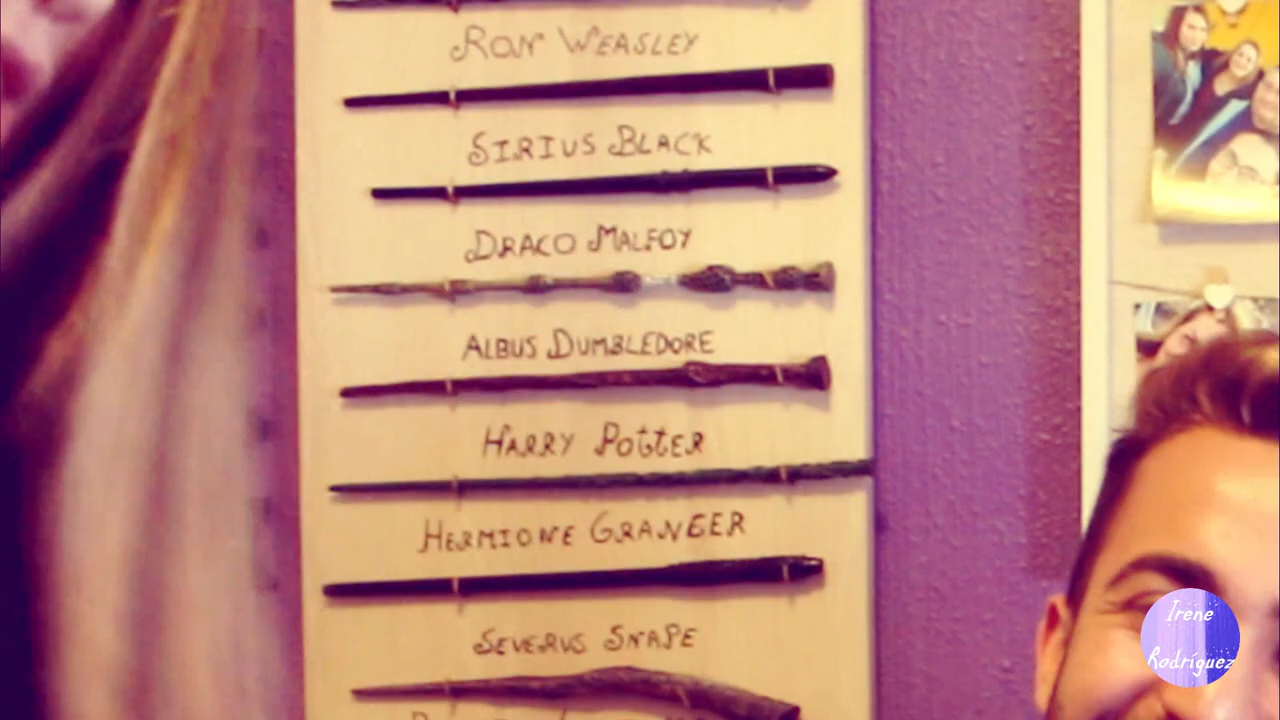 RON WEASLEY
SIRIUS BLACK
DRACO MALFOY
ALBUS DUMBLEDORE
HARRY POTTER
HERMIONE GRANGER
SEVERUS SNAPE
Irene
Rodríguez